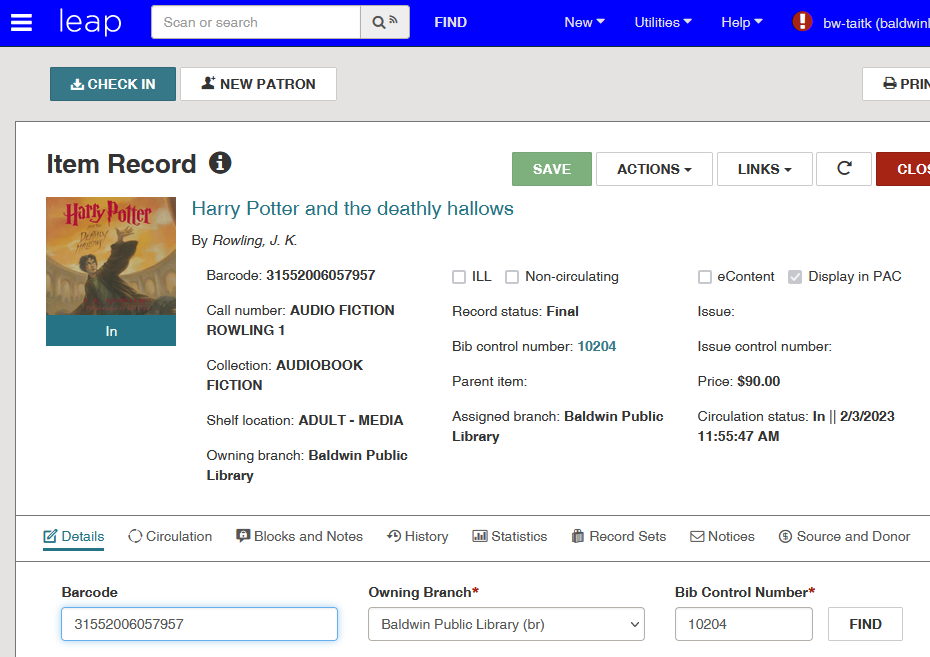 leap Scan or search FIND New Utilities Help bw-taitk (baldwinl
CHECK IN NEW PATRON PRIN
Item Record SAVE ACTIONS LINKS CLOS
Harry Potter and the deathly hallows
By Rowling, J. K.
Harry Potter
and the
Deathly
Hallows
In
Barcode: 31552006057957
Call number: AUDIO FICTION
ROWLING 1
Collection: AUDIOBOOK
FICTION
Shelf location: ADULT - MEDIA
Owning branch: Baldwin Public
Library
ILL Non-circulating
Record status: Final
Bib control number: 10204
Parent item:
Assigned branch: Baldwin Public
Library
eContent Display in PAC
Issue:
Issue control number:
Price: $90.00
Circulation status: In || 2/3/2023
11:55:47 AM
Details Circulation Blocks and Notes History Statistics Record Sets Notices Source and Donor
Barcode Owning Branch* Bib Control Number*
31552006057957 Baldwin Public Library (br) 10204 FIND